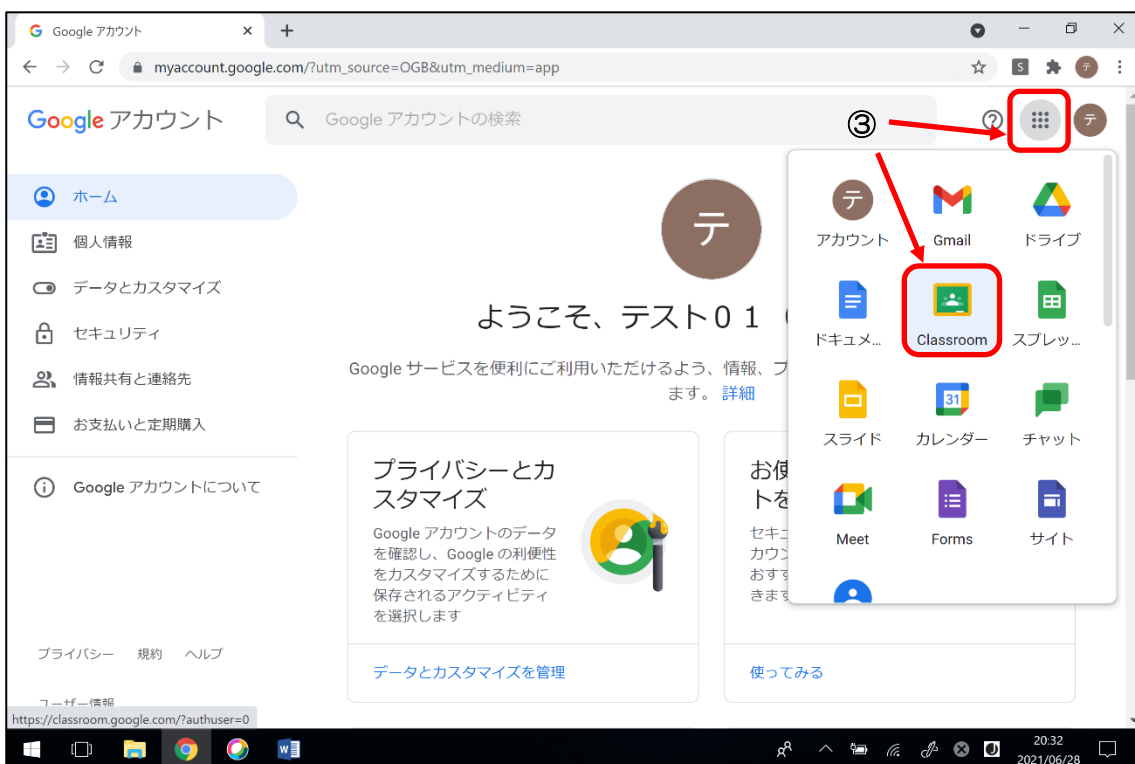 Google アカウント
myaccount.google.com/?utm_source=OGB&utm_medium=app
S
テ
Google アカウント
Google アカウントの検索
③
テ
ホーム
個人情報
データとカスタマイズ
セキュリティ
情報共有と連絡先
お支払いと定期購入
Google アカウントについて
テ
ようこそ、テスト０１
Google サービスを便利にご利用いただけるよう、情報、プ
ます。 詳細
プライバシーとカ
スタマイズ
Google アカウントのデータ
を確認し、Google の利便性
をカスタマイズするために
保存されるアクティビティ
を選択します
データとカスタマイズを管理
お使
トを
セキュ
カウン
おすす
きます
使ってみる
テ
アカウント
Gmail
ドライブ
ドキュメ...
Classroom
スプレッ...
スライド
31
カレンダー
チャット
Meet
Forms
サイト
プライバシー 規約 ヘルプ
ユーザー情報
https://classroom.google.com/?authuser=0
W
20:32
2021/06/28